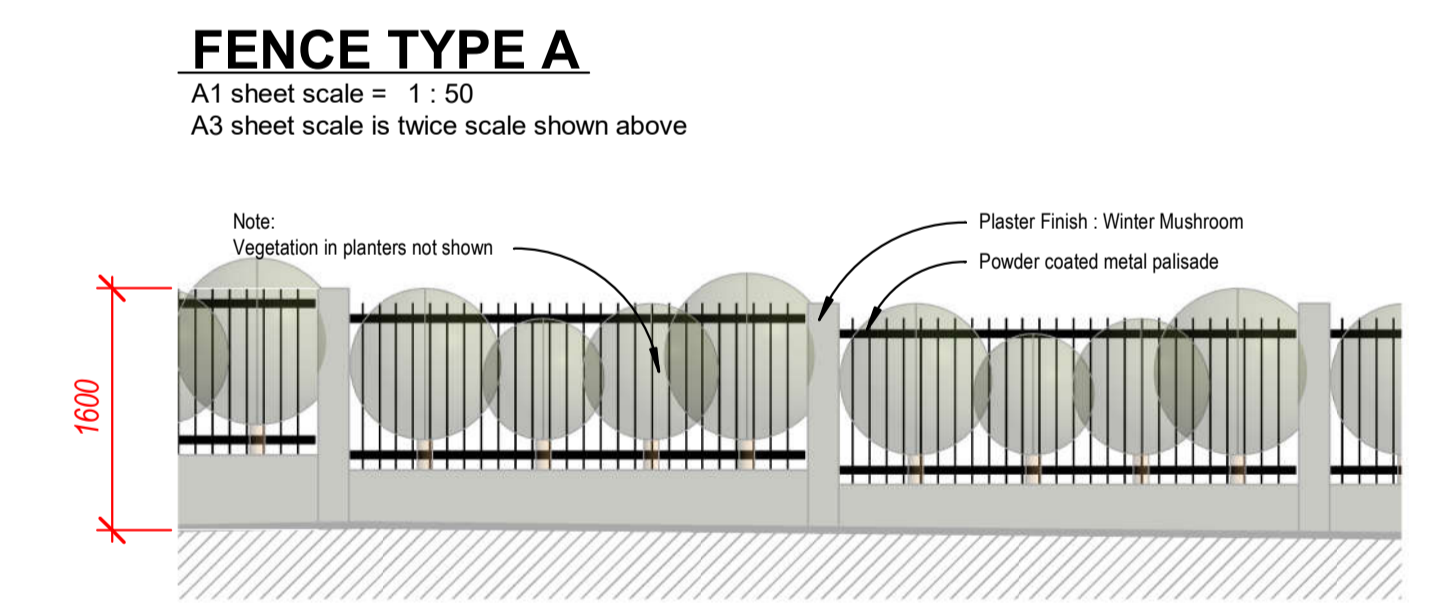 FENCE TYPE A
A1 sheet scale = 1 : 50
A3 sheet scale is twice scale shown above
Note:
Vegetation in planters not shown
Plaster Finish : Winter Mushroom
Powder coated metal palisade
1600